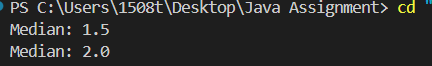 PS C:\Users\1508t\Desktop\Java Assignment> cd "
Median: 1.5
Median: 2.0